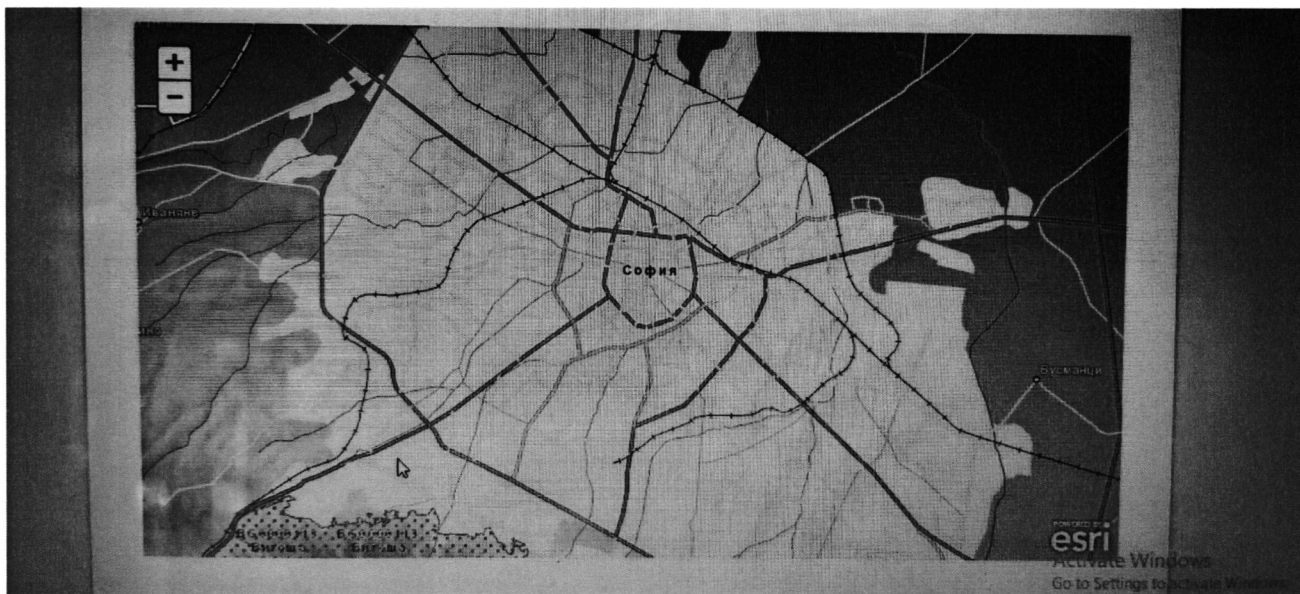 +
−
Иваняне
София
Бусманци
POWERED BY
esri
Activate Windows
Go to Settings to activate Windows.